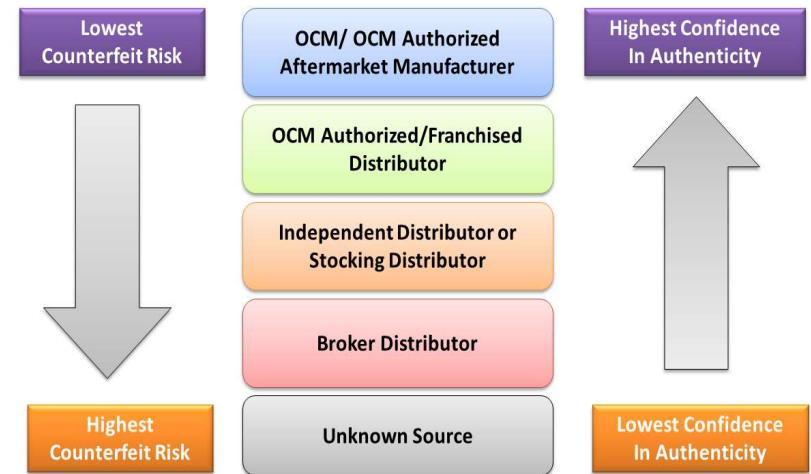 Lowest
Counterfeit Risk
OCM/ OCM Authorized
Aftermarket Manufacturer
Highest Confidence
In Authenticity
OCM Authorized/Franchised
Distributor
Independent Distributor or
Stocking Distributor
Broker Distributor
Highest
Counterfeit Risk
Unknown Source
Lowest Confidence
In Authenticity